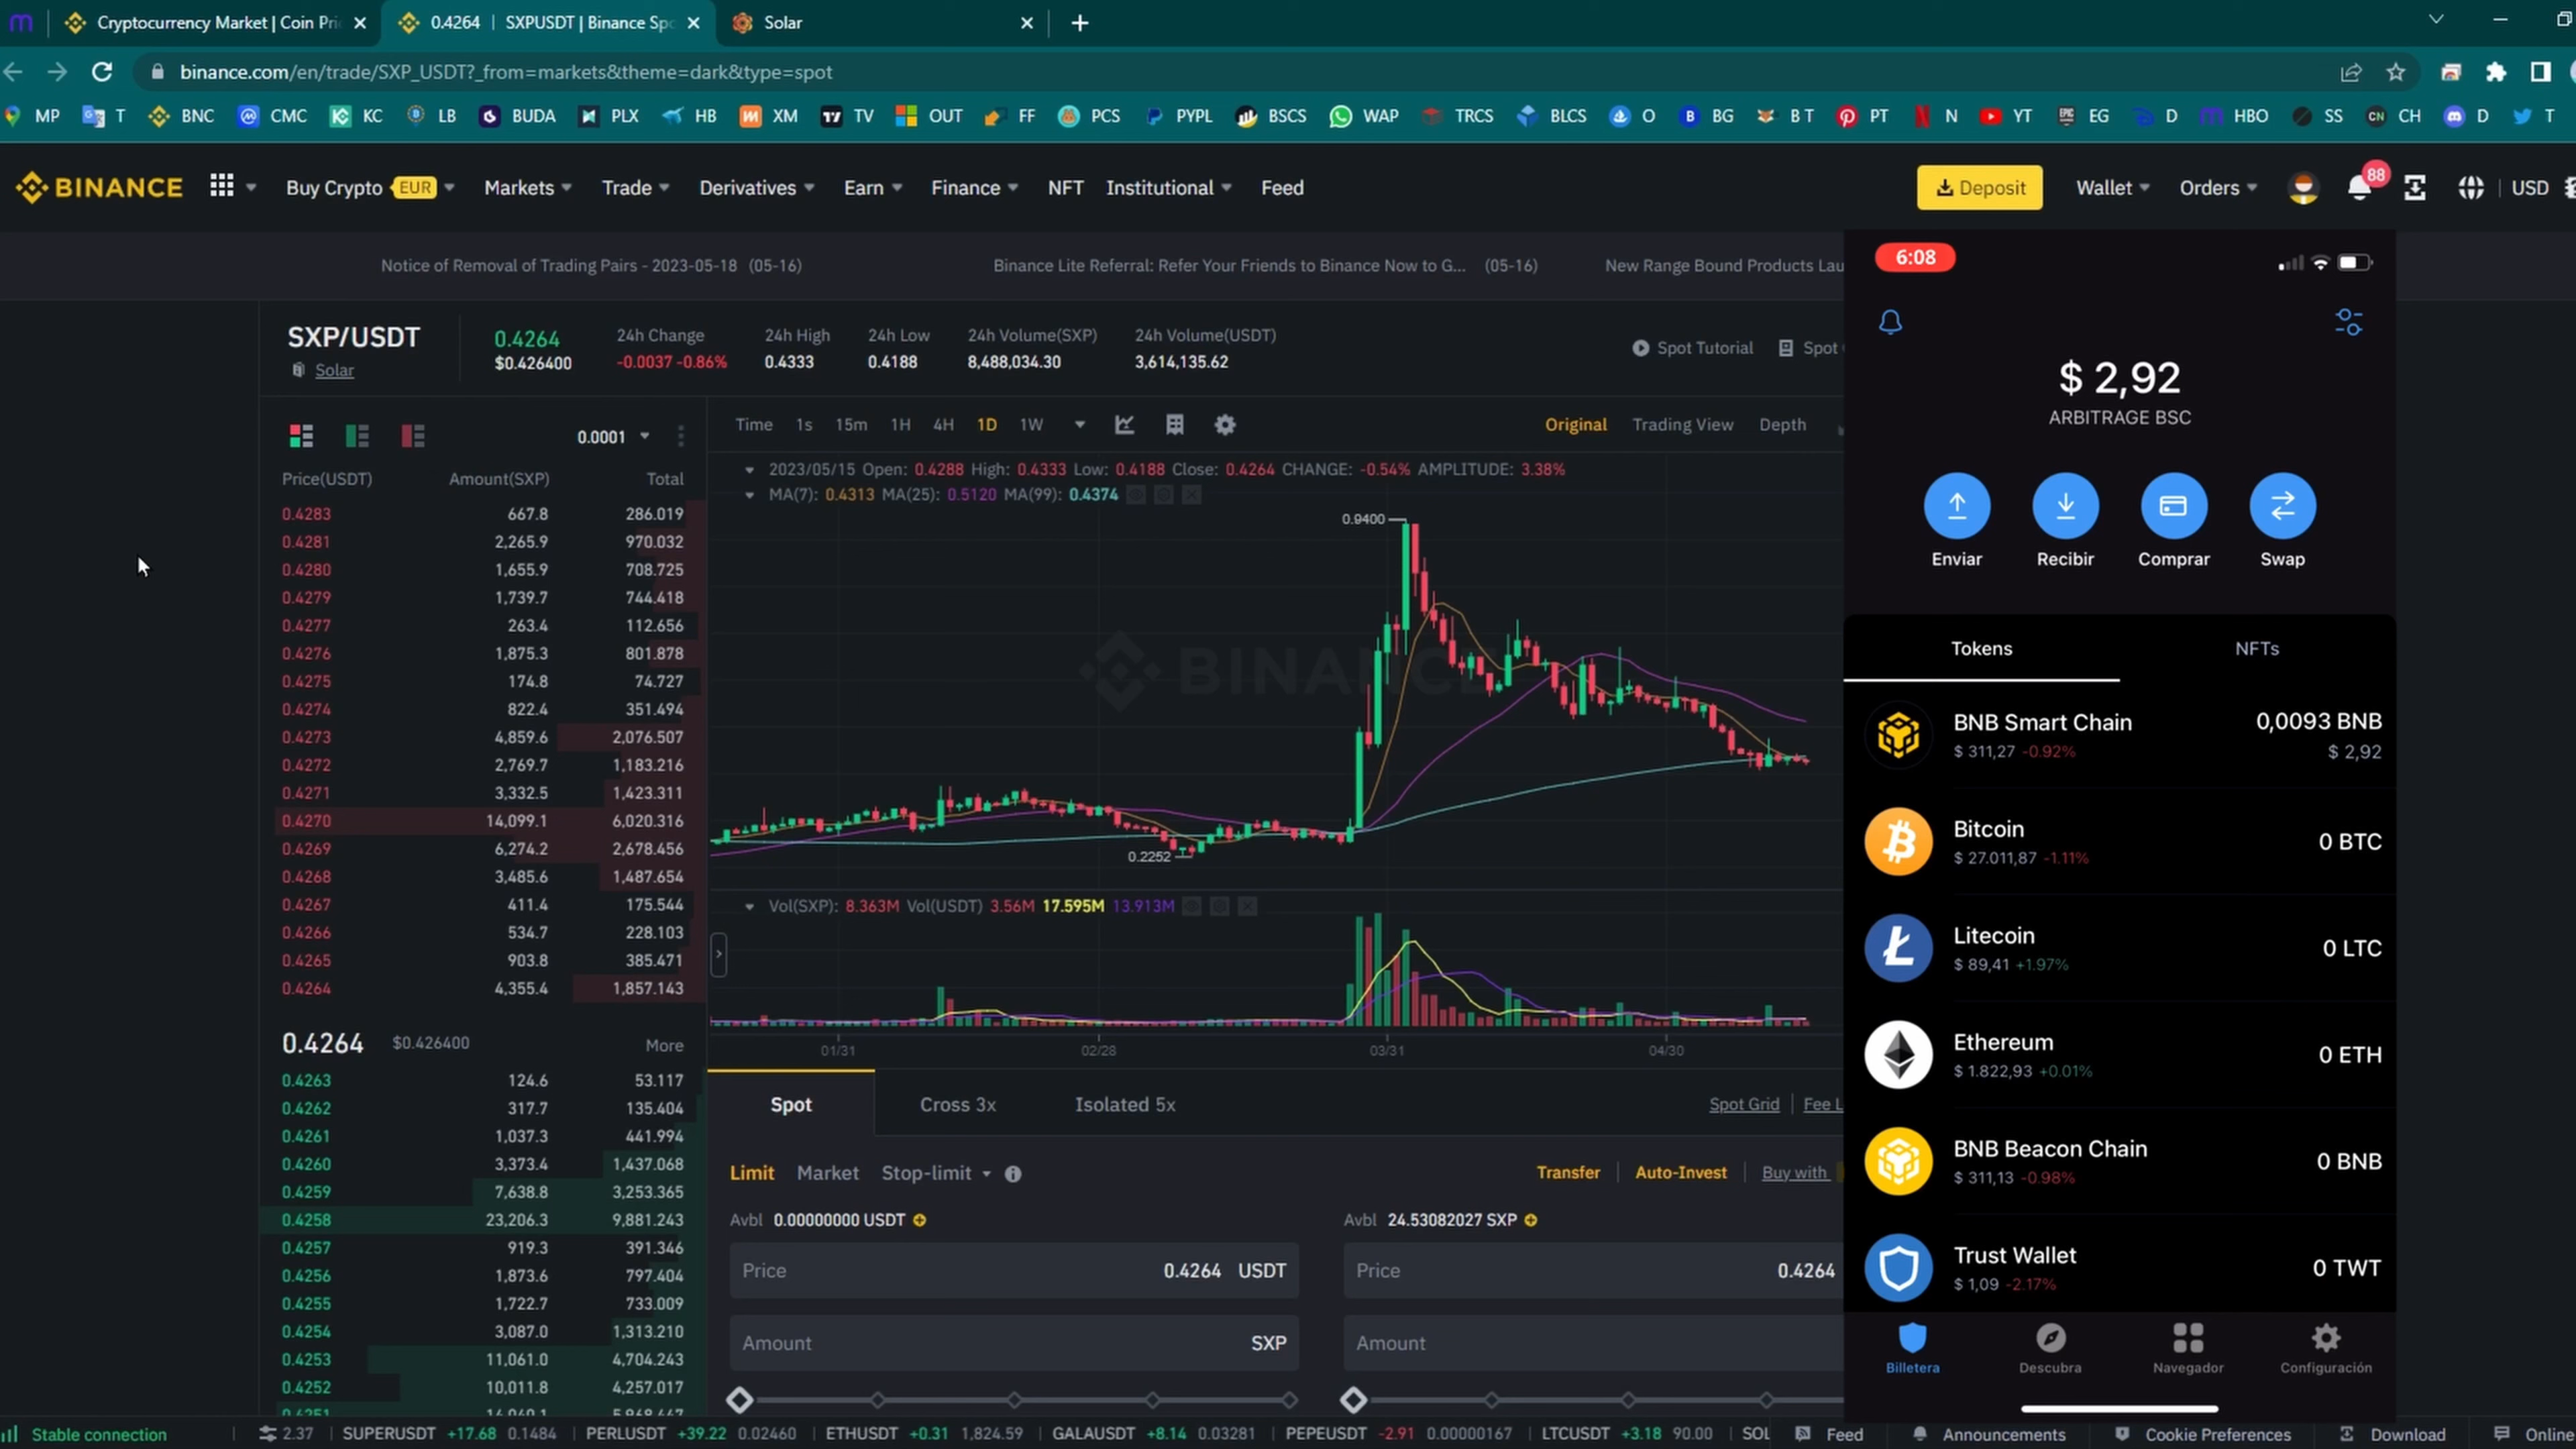 Cryptocurrency Market | Coin Pri
0.4264 | SXPUSDT | Binance Spo
Solar
binance.com/en/trade/SXP_USDT?_from=markets&theme=dark&type=spot
MP T BNC CMC KC LB BUDA PLX HB XM TV OUT FF PCS PYPL BSCS WAP TRCS BLCS O BG B T PT N YT EG D HBO SS CH D T
BINANCE Buy Crypto EUR Markets Trade Derivatives Earn Finance NFT Institutional Feed Deposit Wallet Orders 88 USD
Notice of Removal of Trading Pairs - 2023-05-18 (05-16) Binance Lite Referral: Refer Your Friends to Binance Now to G... (05-16) New Range Bound Products Lau
SXP/USDT
Solar
0.4264
$0.426400
24h Change
-0.0037 -0.86%
24h High
0.4333
24h Low
0.4188
24h Volume(SXP)
8,488,034.30
24h Volume(USDT)
3,614,135.62
Spot Tutorial Spot
0.0001
Price(USDT) Amount(SXP) Total
0.4283 667.8 286.019
0.4281 2,265.9 970.032
0.4280 1,655.9 708.725
0.4279 1,739.7 744.418
0.4277 263.4 112.656
0.4276 1,875.3 801.878
0.4275 174.8 74.727
0.4274 822.4 351.494
0.4273 4,859.6 2,076.507
0.4272 2,769.7 1,183.216
0.4271 3,332.5 1,423.311
0.4270 14,099.1 6,020.316
0.4269 6,274.2 2,678.456
0.4268 3,485.6 1,487.654
0.4267 411.4 175.544
0.4266 534.7 228.103
0.4265 903.8 385.471
0.4264 4,355.4 1,857.143
0.4264 $0.426400 More
0.4263 124.6 53.117
0.4262 317.7 135.404
0.4261 1,037.3 441.994
0.4260 3,373.4 1,437.068
0.4259 7,638.8 3,253.365
0.4258 23,206.3 9,881.243
0.4257 919.3 391.346
0.4256 1,873.6 797.404
0.4255 1,722.7 733.009
0.4254 3,087.0 1,313.210
0.4253 11,061.0 4,704.243
0.4252 10,011.8 4,257.017
Time 1s 15m 1H 4H 1D 1W Original Trading View Depth
2023/05/15 Open: 0.4288 High: 0.4333 Low: 0.4188 Close: 0.4264 CHANGE: -0.54% AMPLITUDE: 3.38%
MA(7): 0.4313 MA(25): 0.5120 MA(99): 0.4374
0.9400
BINANCE
0.2252
Vol(SXP): 8.363M Vol(USDT) 3.56M 17.595M 13.913M
01/31 02/28 03/31 04/30
Spot Cross 3x Isolated 5x Spot Grid Fee L
Limit Market Stop-limit Transfer Auto-Invest Buy with
Avbl 0.00000000 USDT Avbl 24.53082027 SXP
Price 0.4264 USDT Price 0.4264
Amount SXP Amount
6:08
$ 2,92
ARBITRAGE BSC
Enviar Recibir Comprar Swap
Tokens NFTs
BNB Smart Chain 0,0093 BNB
$ 311,27 -0.92% $ 2,92
Bitcoin 0 BTC
$ 27.011,87 -1.11%
Litecoin 0 LTC
$ 89,41 +1.97%
Ethereum 0 ETH
$ 1.822,93 +0.01%
BNB Beacon Chain 0 BNB
$ 311,13 -0.98%
Trust Wallet 0 TWT
$ 1,09 -2.17%
Billetera Descubra Navegador Configuración
Stable connection 2.37 SUPERUSDT +17.68 0.1484 PERLUSDT +39.22 0.02460 ETHUSDT +0.31 1,824.59 GALAUSDT +8.14 0.03281 PEPEUSDT -2.91 0.00000167 LTCUSDT +3.18 90.00 SOL Feed Announcements Cookie Preferences Download Online